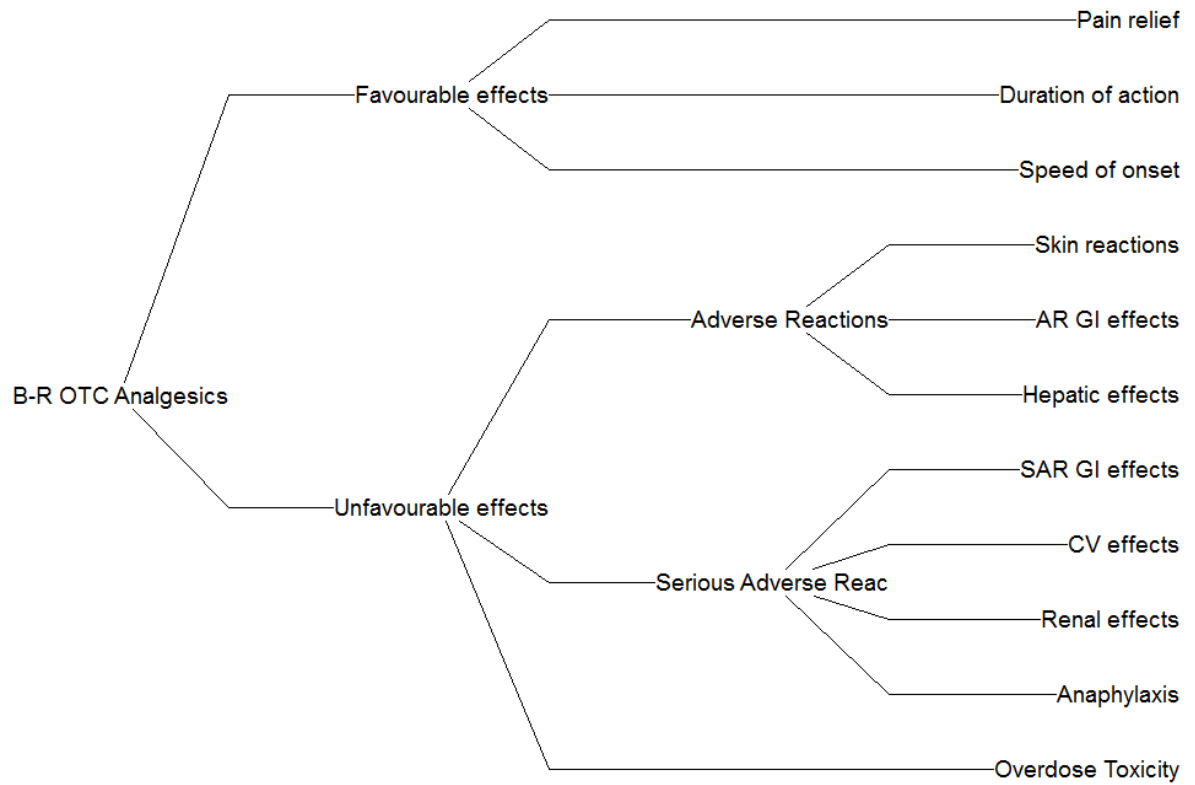 Pain relief
Favourable effects
Duration of action
Speed of onset
Skin reactions
Adverse Reactions
AR GI effects
B-R OTC Analgesics
Hepatic effects
SAR GI effects
Unfavourable effects
CV effects
Serious Adverse Reac
Renal effects
Anaphylaxis
Overdose Toxicity